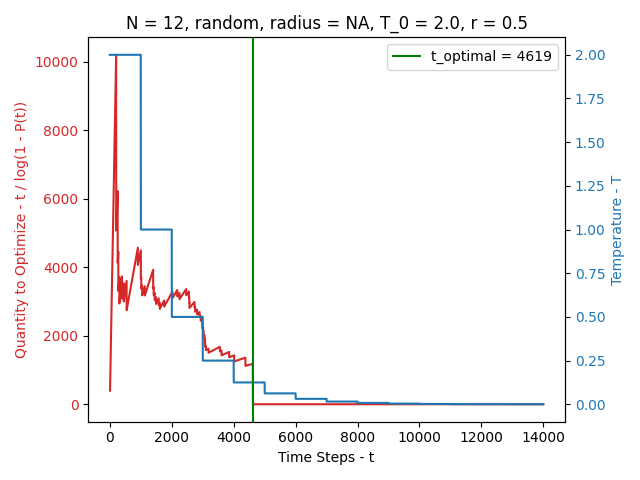 N = 12, random, radius = NA, T_0 = 2.0, r = 0.5
t_optimal = 4619
Quantity to Optimize - t / log(1 - P(t))
10000
8000
6000
4000
2000
0
2.00
1.75
1.50
1.25
1.00
0.75
0.50
0.25
0.00
Temperature - T
0 2000 4000 6000 8000 10000 12000 14000
Time Steps - t